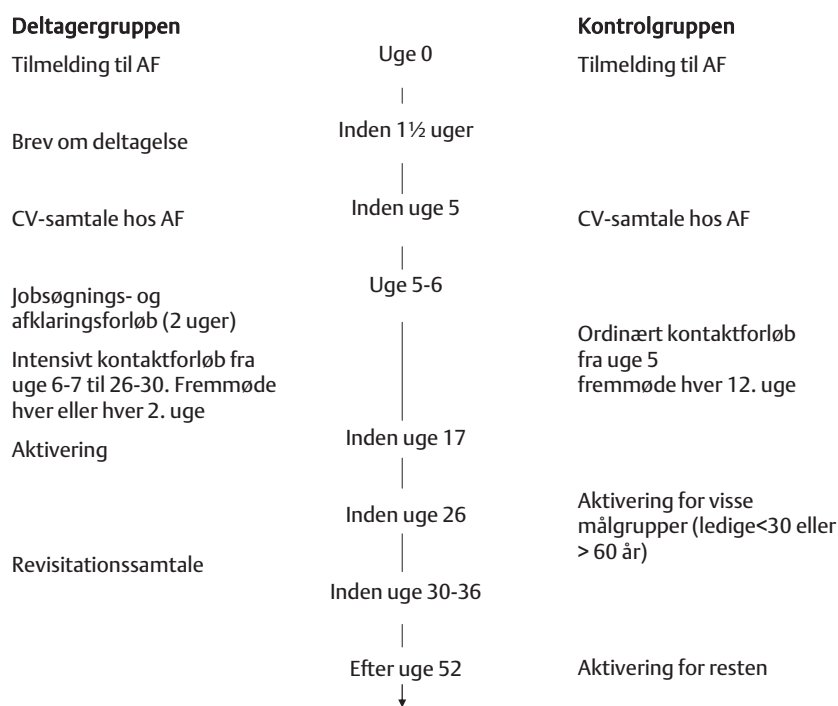 Deltagergruppen
Kontrolgruppen
Tilmelding til AF
Uge 0
Tilmelding til AF
Brev om deltagelse
Inden 1½ uger
CV-samtale hos AF
Inden uge 5
CV-samtale hos AF
Uge 5-6
Jobsøgnings- og
afklaringsforløb (2 uger)
Ordinært kontaktforløb
fra uge 5
fremmøde hver 12. uge
Intensivt kontaktforløb fra
uge 6-7 til 26-30. Fremmøde
hver eller hver 2. uge
Inden uge 17
Aktivering
Inden uge 26
Aktivering for visse
målgrupper (ledige<30 eller
> 60 år)
Revisitationssamtale
Inden uge 30-36
Efter uge 52
Aktivering for resten